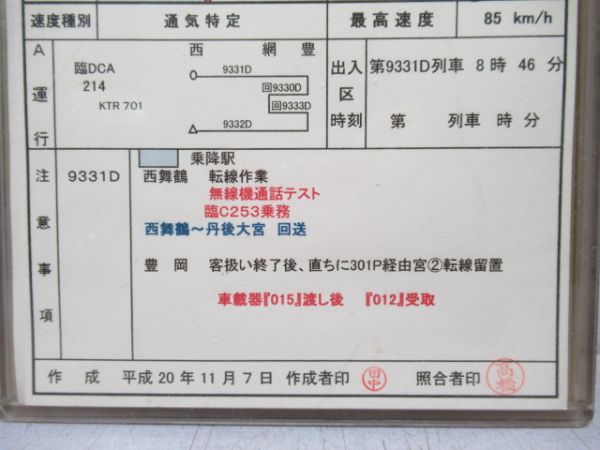 速度種別 通気特定 最高速度 85 km/h
A運行
臨DCA
214
KTR 701
西 網 豊
9331D
回9330D
回9333D
9332D
出入区時刻
第9331D列車 8 時 46 分
第 列車 時 分
注意事項
9331D
乗降駅
西舞鶴 転線作業
無線機通話テスト
臨C253乗務
西舞鶴～丹後大宮 回送
豊 岡 客扱い終了後、直ちに301P経由宮②転線留置
車載器『015』渡し後 『012』受取
作 成 平成 20 年 11 月 7 日 作成者印 田中 照合者印 高橋